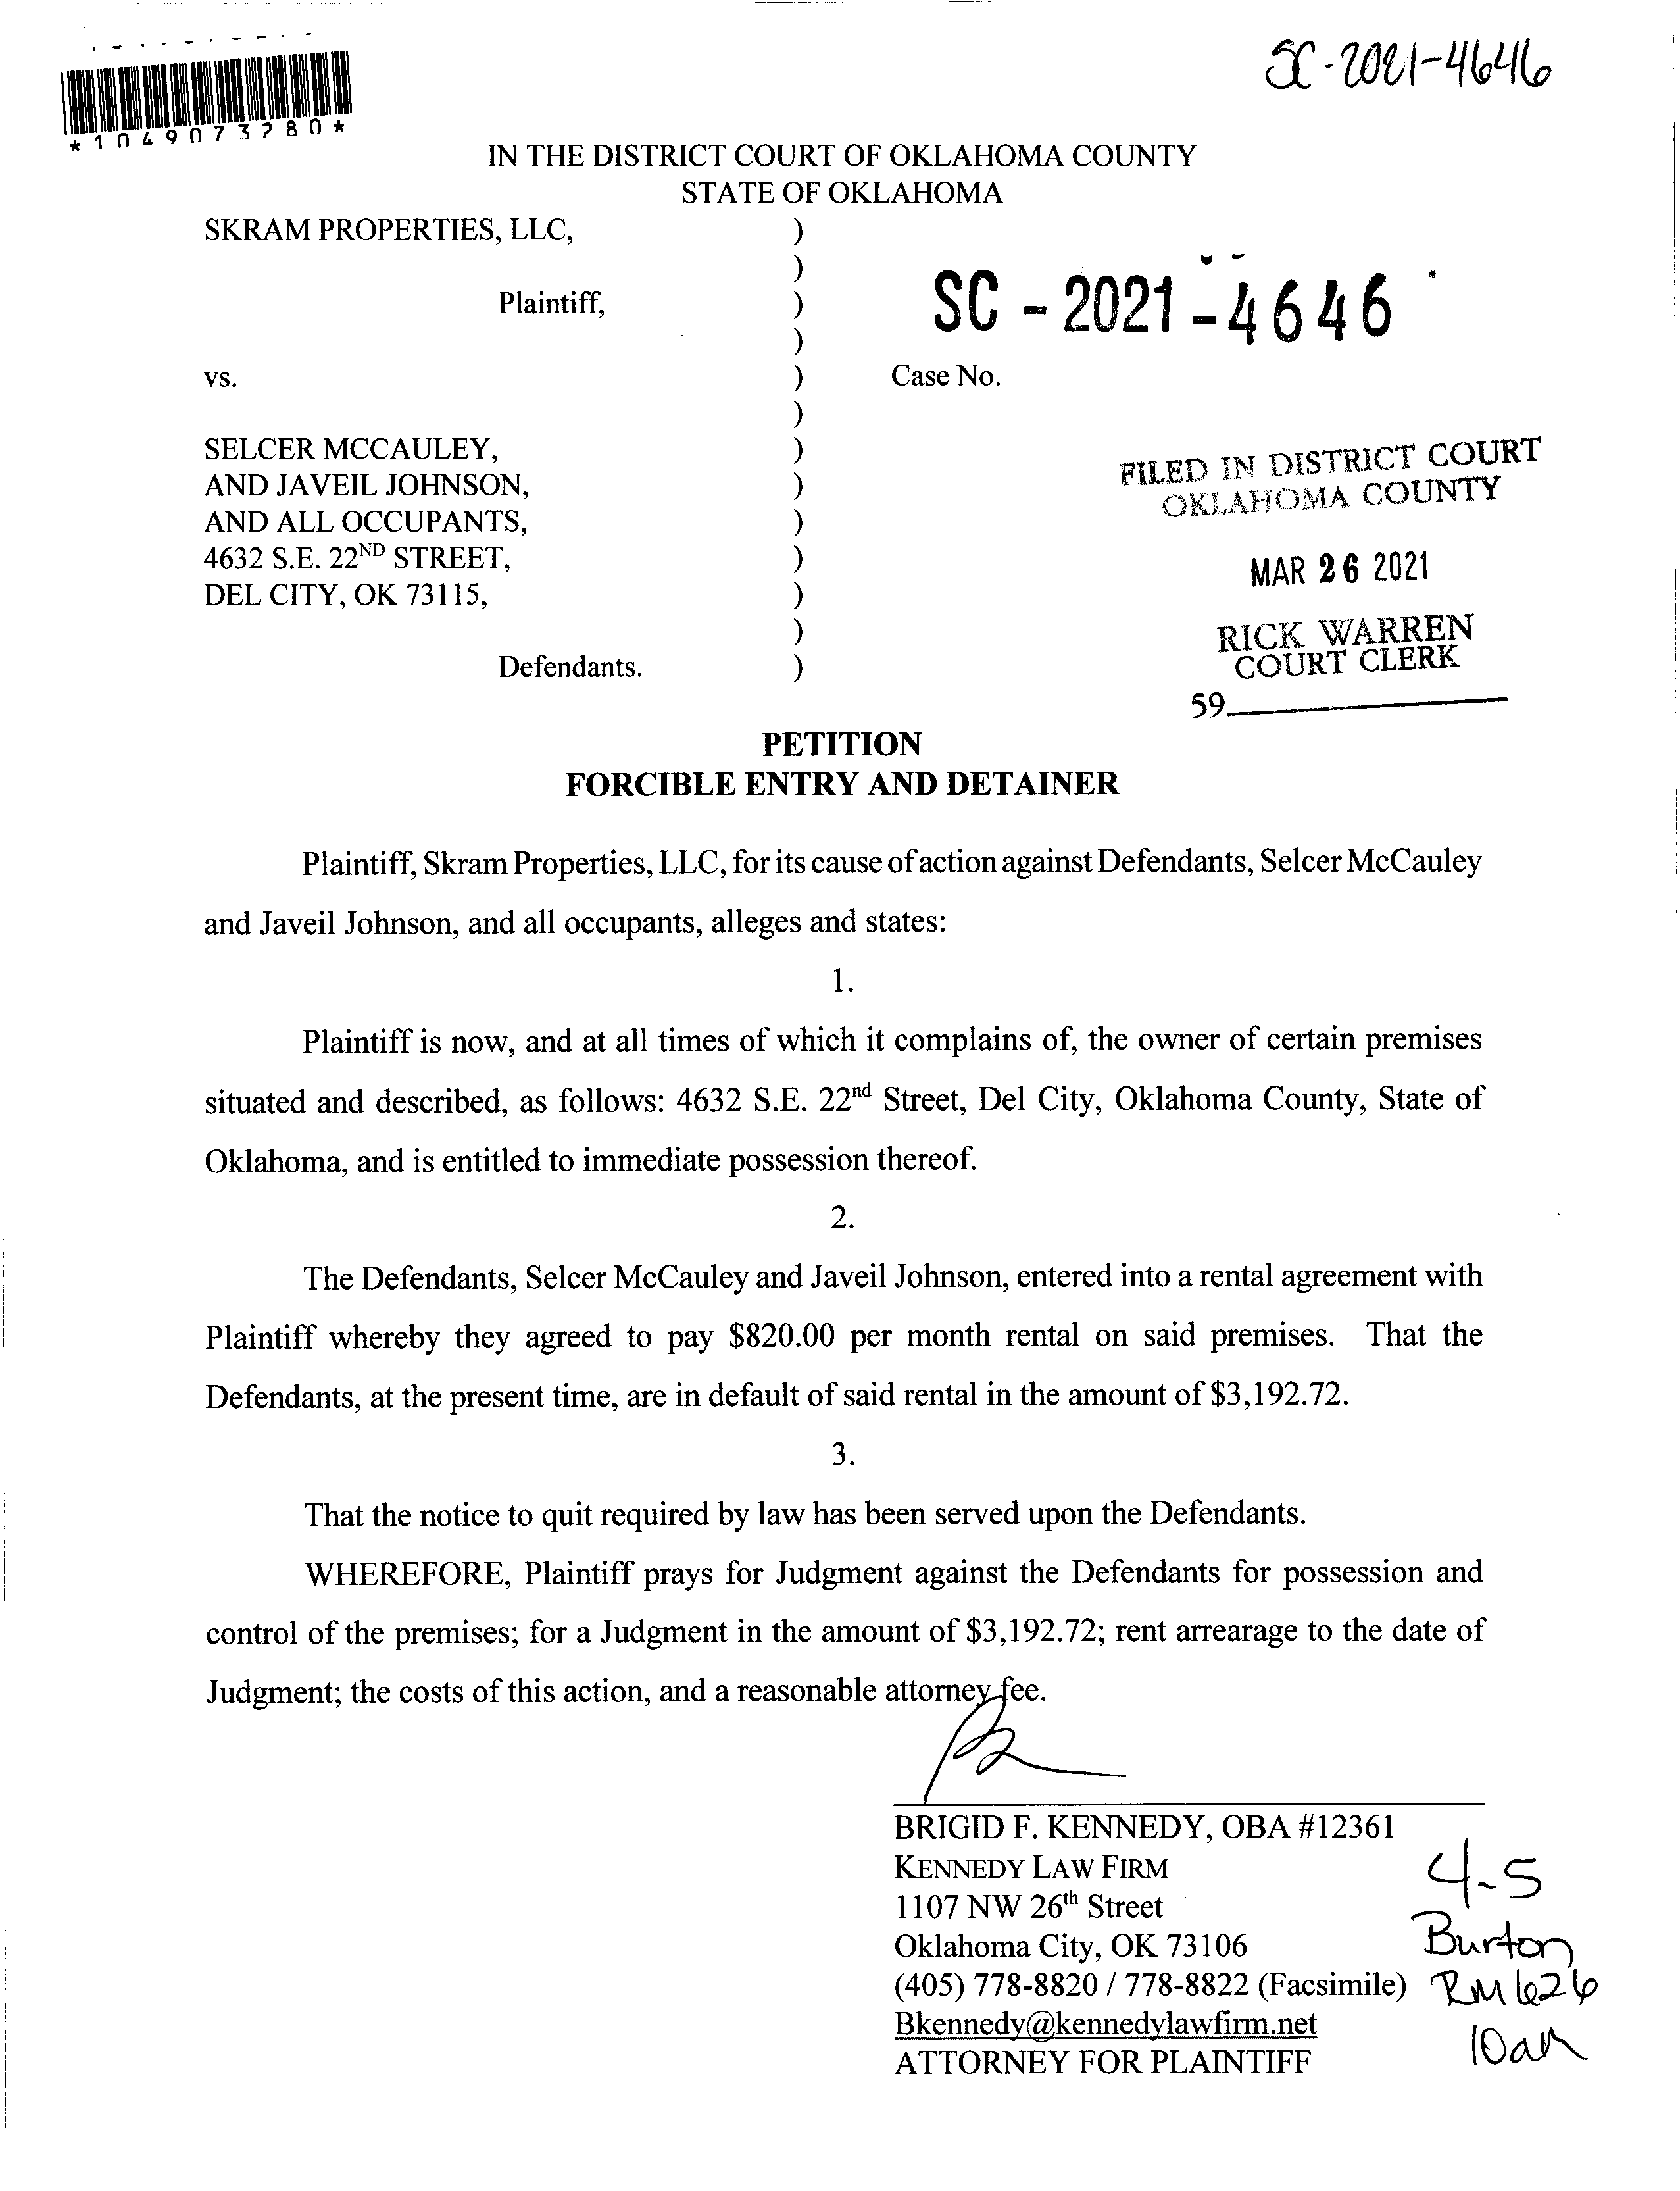 SC-2021-4646
*1049073280*
IN THE DISTRICT COURT OF OKLAHOMA COUNTY
STATE OF OKLAHOMA
SKRAM PROPERTIES, LLC, )
)
Plaintiff, )
SC - 2021 - 4646
)
vs. ) Case No.
)
SELCER MCCAULEY, )
AND JAVEIL JOHNSON, )
AND ALL OCCUPANTS, )
4632 S.E. 22ND STREET, )
DEL CITY, OK 73115, )
)
Defendants. )
FILED IN DISTRICT COURT
OKLAHOMA COUNTY
MAR 26 2021
RICK WARREN
COURT CLERK
59
PETITION
FORCIBLE ENTRY AND DETAINER
Plaintiff, Skram Properties, LLC, for its cause of action against Defendants, Selcer McCauley
and Javeil Johnson, and all occupants, alleges and states:
1.
Plaintiff is now, and at all times of which it complains of, the owner of certain premises
situated and described, as follows: 4632 S.E. 22nd Street, Del City, Oklahoma County, State of
Oklahoma, and is entitled to immediate possession thereof.
2.
The Defendants, Selcer McCauley and Javeil Johnson, entered into a rental agreement with
Plaintiff whereby they agreed to pay $820.00 per month rental on said premises. That the
Defendants, at the present time, are in default of said rental in the amount of $3,192.72.
3.
That the notice to quit required by law has been served upon the Defendants.
WHEREFORE, Plaintiff prays for Judgment against the Defendants for possession and
control of the premises; for a Judgment in the amount of $3,192.72; rent arrearage to the date of
Judgment; the costs of this action, and a reasonable attorney fee.
BRIGID F. KENNEDY, OBA #12361
KENNEDY LAW FIRM
1107 NW 26th Street
Oklahoma City, OK 73106
(405) 778-8820 / 778-8822 (Facsimile)
Bkennedy@kennedylawfirm.net
ATTORNEY FOR PLAINTIFF
4-5
Burton
RM 626
10am